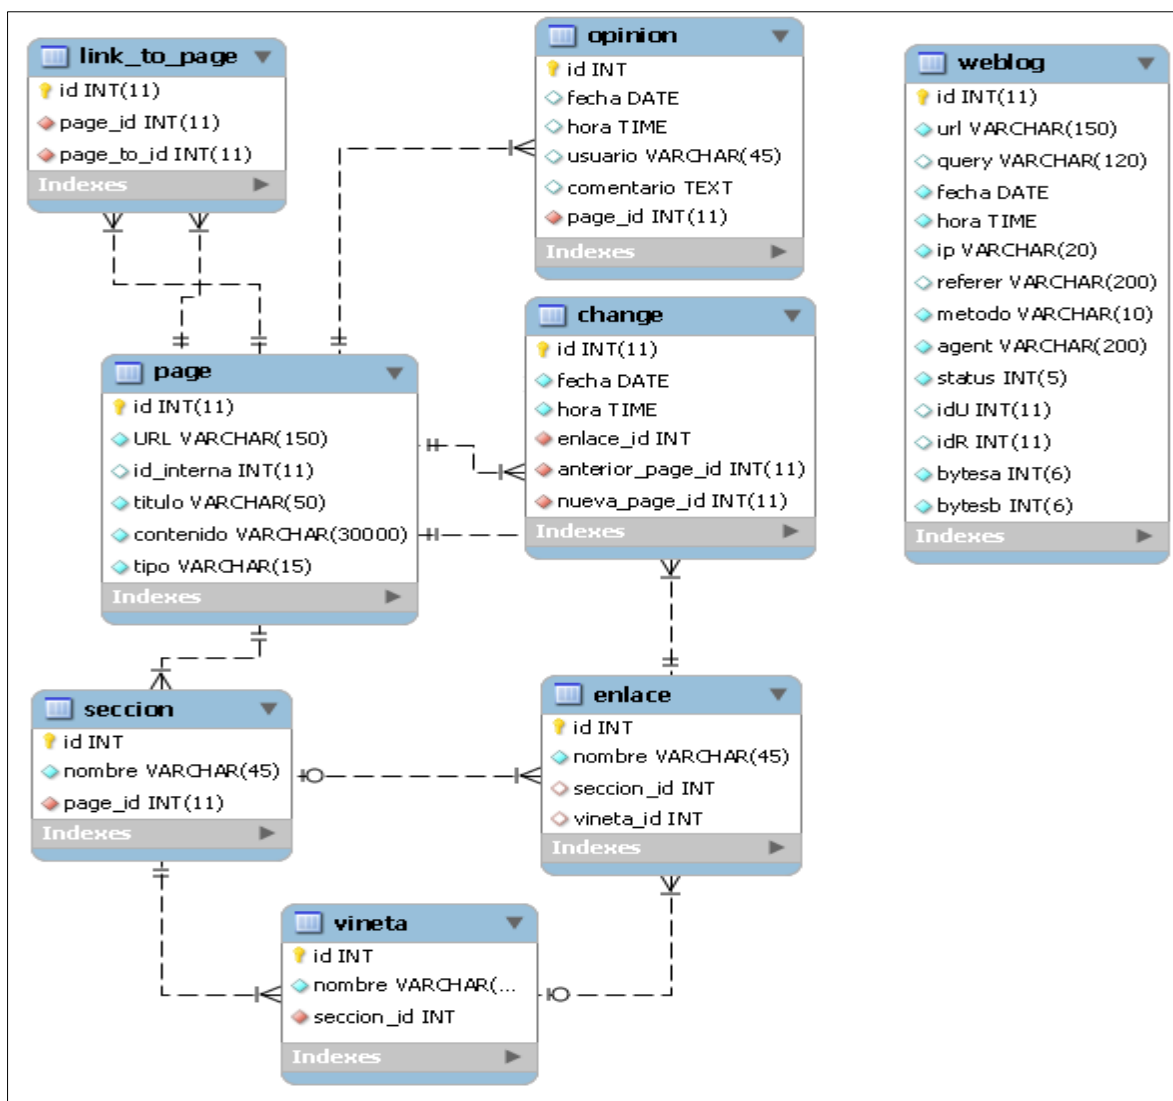 link_to_page
id INT(11)
page_id INT(11)
page_to_id INT(11)
Indexes
opinion
id INT
fecha DATE
hora TIME
usuario VARCHAR(45)
comentario TEXT
page_id INT(11)
Indexes
weblog
id INT(11)
url VARCHAR(150)
query VARCHAR(120)
fecha DATE
hora TIME
ip VARCHAR(20)
referer VARCHAR(200)
metodo VARCHAR(10)
agent VARCHAR(200)
status INT(5)
idU INT(11)
idR INT(11)
bytesa INT(6)
bytesb INT(6)
Indexes
change
id INT(11)
fecha DATE
hora TIME
enlace_id INT
anterior_page_id INT(11)
nueva_page_id INT(11)
Indexes
page
id INT(11)
URL VARCHAR(150)
id_interna INT(11)
titulo VARCHAR(50)
contenido VARCHAR(30000)
tipo VARCHAR(15)
Indexes
seccion
id INT
nombre VARCHAR(45)
page_id INT(11)
Indexes
enlace
id INT
nombre VARCHAR(45)
seccion_id INT
vineta_id INT
Indexes
vineta
id INT
nombre VARCHAR(...
seccion_id INT
Indexes